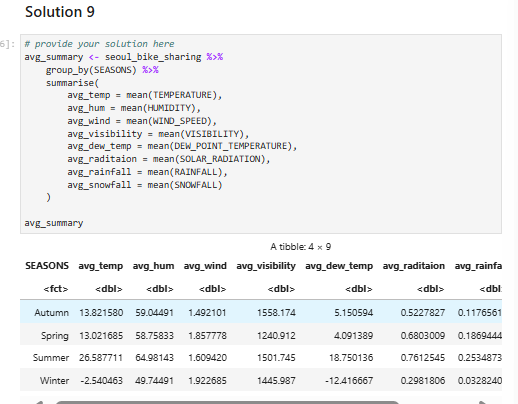 Solution 9
6]: # provide your solution here
avg_summary <- seoul_bike_sharing %>%
group_by(SEASONS) %>%
summarise(
avg_temp = mean(TEMPERATURE),
avg_hum = mean(HUMIDITY),
avg_wind = mean(WIND_SPEED),
avg_visibility = mean(VISIBILITY),
avg_dew_temp = mean(DEW_POINT_TEMPERATURE),
avg_raditaion = mean(SOLAR_RADIATION),
avg_rainfall = mean(RAINFALL),
avg_snowfall = mean(SNOWFALL)
)
avg_summary
A tibble: 4 × 9
SEASONS avg_temp avg_hum avg_wind avg_visibility avg_dew_temp avg_raditaion avg_rainfa
<fct> <dbl> <dbl> <dbl> <dbl> <dbl> <dbl> <dbl
Autumn 13.821580 59.04491 1.492101 1558.174 5.150594 0.5227827 0.1176561
Spring 13.021685 58.75833 1.857778 1240.912 4.091389 0.6803009 0.1869444
Summer 26.587711 64.98143 1.609420 1501.745 18.750136 0.7612545 0.2534873
Winter -2.540463 49.74491 1.922685 1445.987 -12.416667 0.2981806 0.0328240